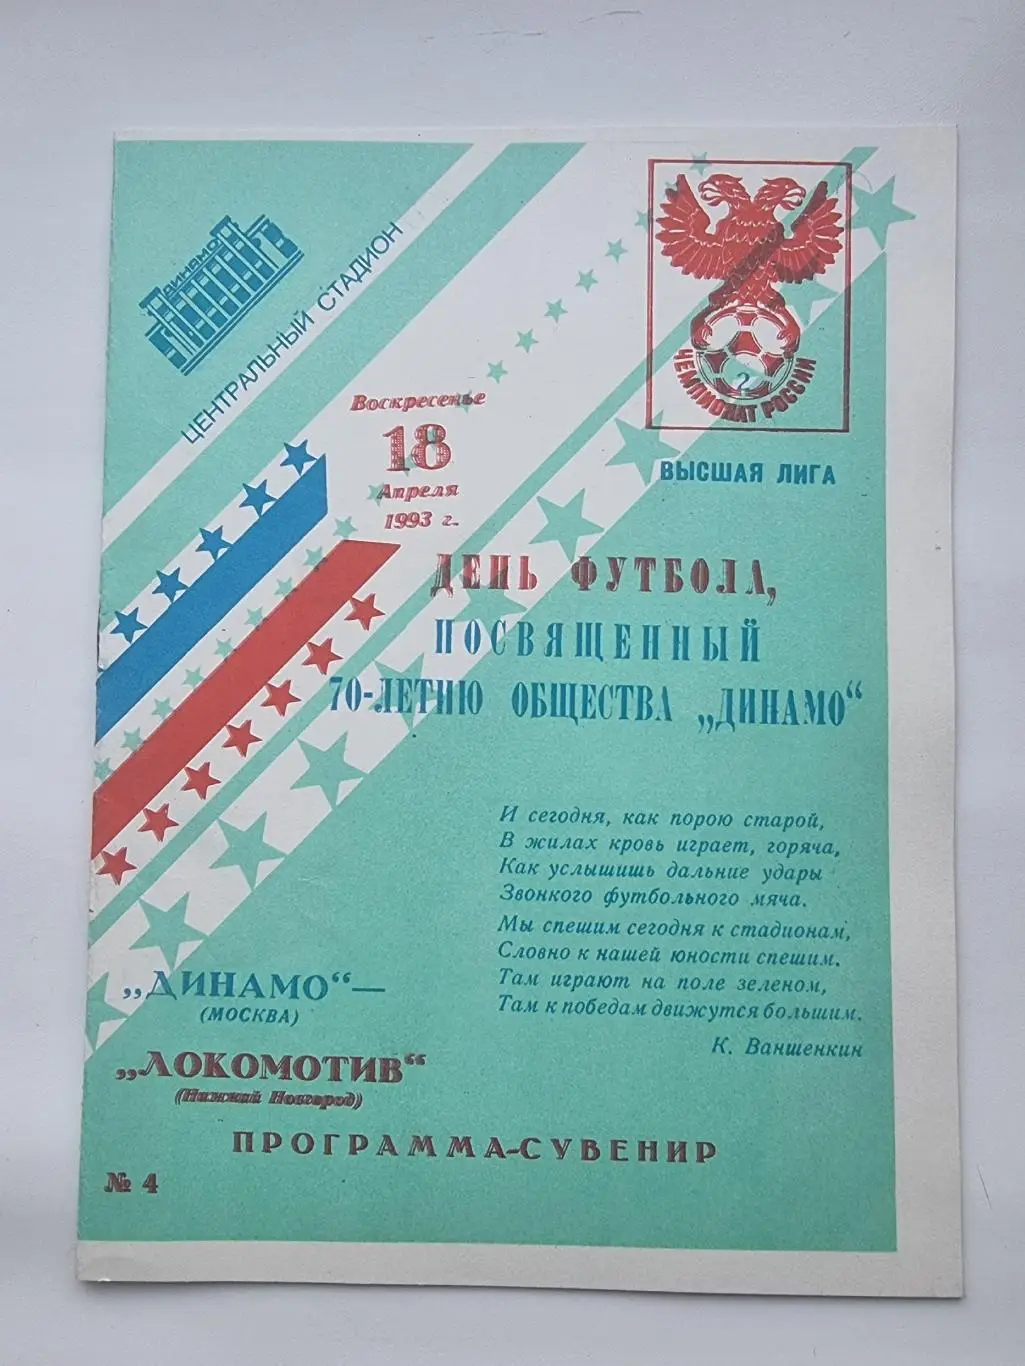 ДИНАМО
ЦЕНТРАЛЬНЫЙ СТАДИОН
2
ЧЕМПИОНАТ РОССИИ
ВЫСШАЯ ЛИГА
Воскресенье
18
Апреля
1993 г.
ДЕНЬ ФУТБОЛА,
ПОСВЯЩЕННЫЙ
70-ЛЕТИЮ ОБЩЕСТВА „ДИНАМО“
И сегодня, как порою старой,
В жилах кровь играет, горяча,
Как услышишь дальние удары
Звонкого футбольного мяча.
Мы спешим сегодня к стадионам,
Словно к нашей юности спешим.
Там играют на поле зеленом,
Там к победам движутся большим.
К. Ваншенкин
„ДИНАМО“—
(МОСКВА)
„ЛОКОМОТИВ“
(Нижний Новгород)
ПРОГРАММА-СУВЕНИР
№ 4